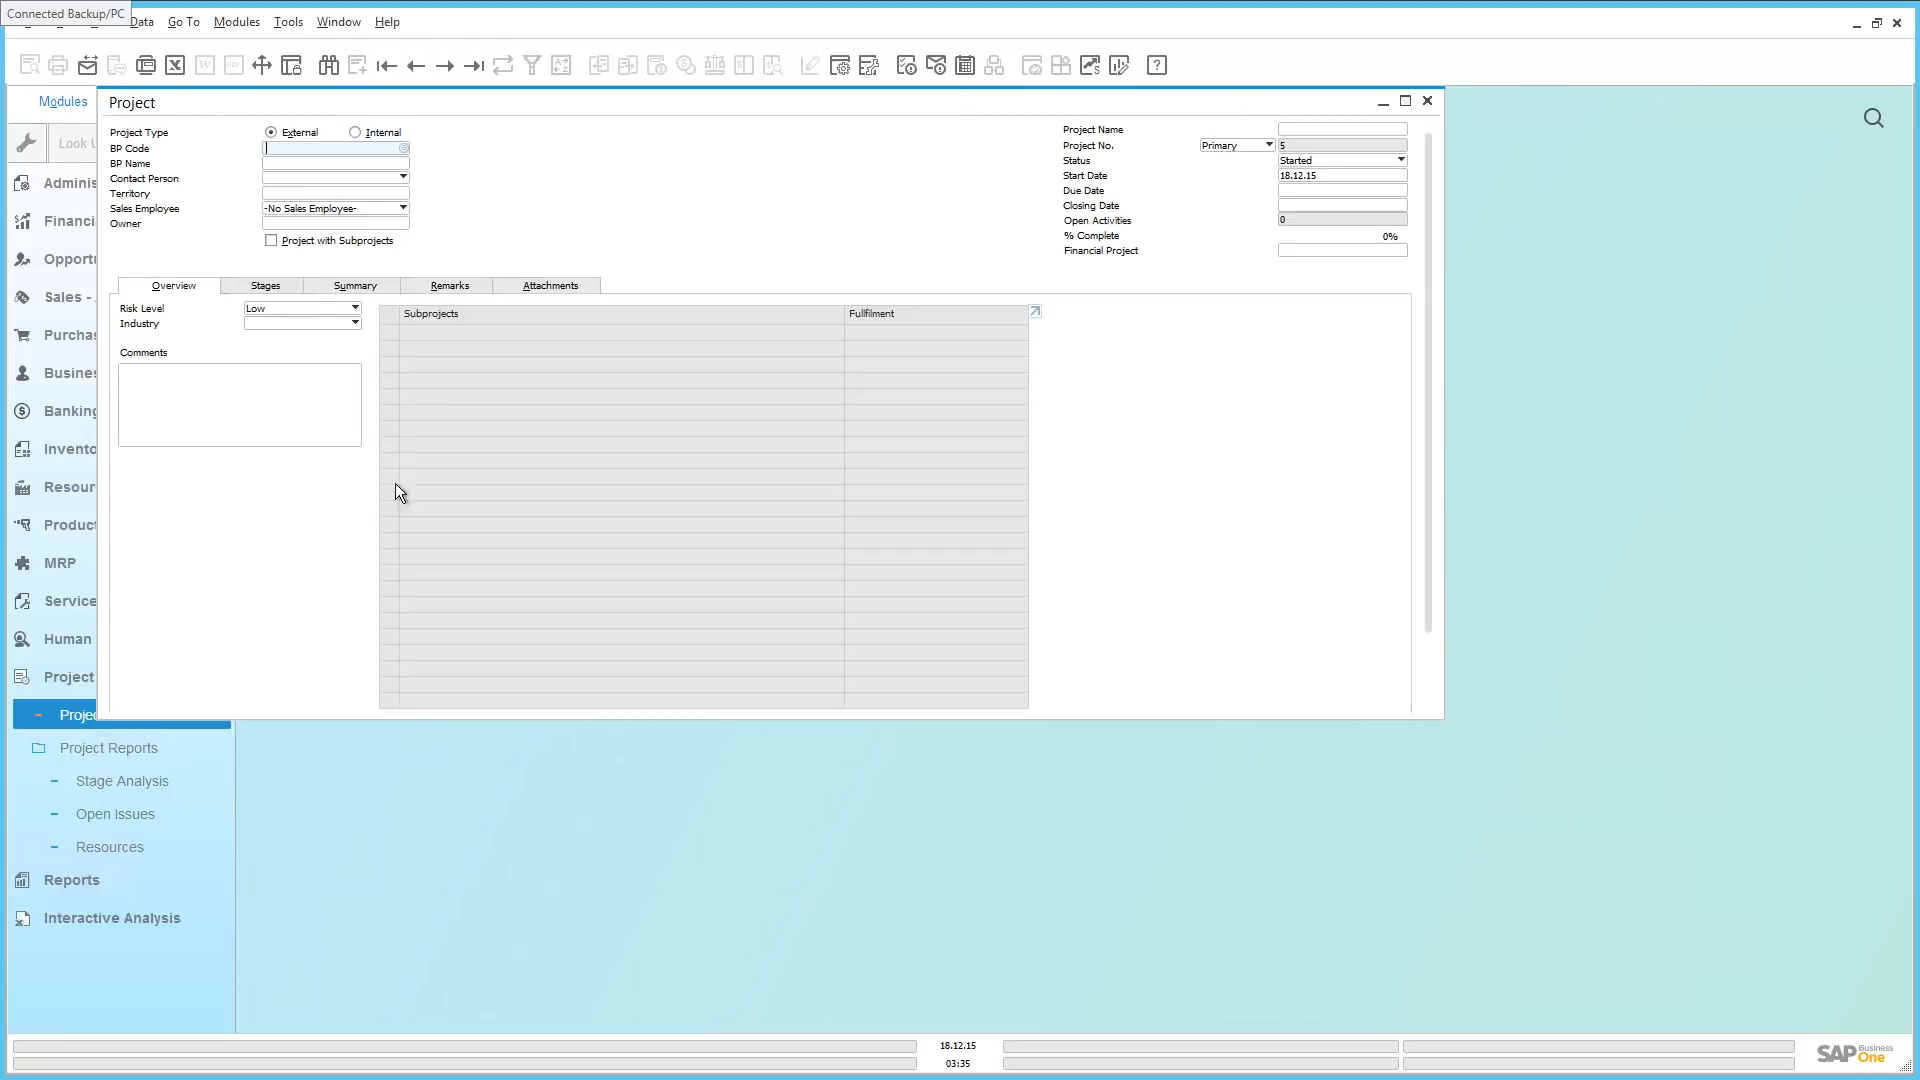 Connected Backup/PC
Data Go To Modules Tools Window Help
Modules
Project
Look U
Adminis
Financi
Opportu
Sales -
Purchas
Busines
Banking
Invento
Resour
Product
MRP
Service
Human
Project
Projec
Project Reports
Stage Analysis
Open Issues
Resources
Reports
Interactive Analysis
Project Type External Internal
BP Code
BP Name
Contact Person
Territory
Sales Employee -No Sales Employee-
Owner
Project with Subprojects
Project Name
Project No. Primary 5
Status Started
Start Date 18.12.15
Due Date
Closing Date
Open Activities 0
% Complete 0%
Financial Project
Overview Stages Summary Remarks Attachments
Risk Level Low
Industry
Comments
Subprojects Fullfilment
18.12.15
03:35
SAP Business One